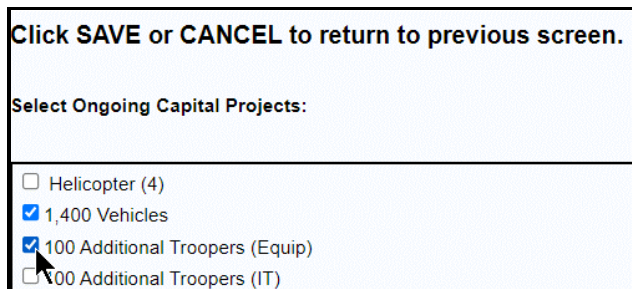 Click SAVE or CANCEL to return to previous screen.
Select Ongoing Capital Projects:
Helicopter (4)
1,400 Vehicles
100 Additional Troopers (Equip)
100 Additional Troopers (IT)